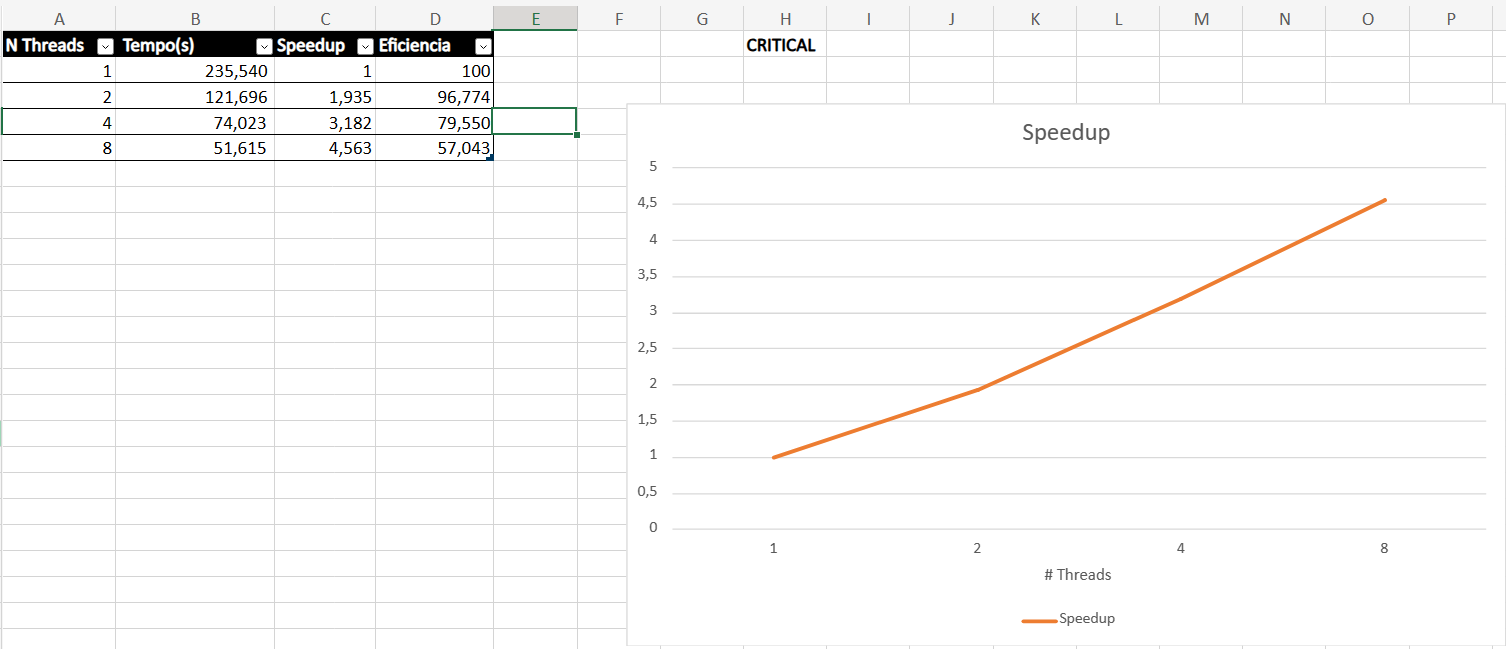 A B C D E F G H I J K L M N O P
N Threads Tempo(s) Speedup Eficiencia CRITICAL
1 235,540 1 100
2 121,696 1,935 96,774
4 74,023 3,182 79,550
8 51,615 4,563 57,043
Speedup
5
4,5
4
3,5
3
2,5
2
1,5
1
0,5
0
1 2 4 8
# Threads
Speedup